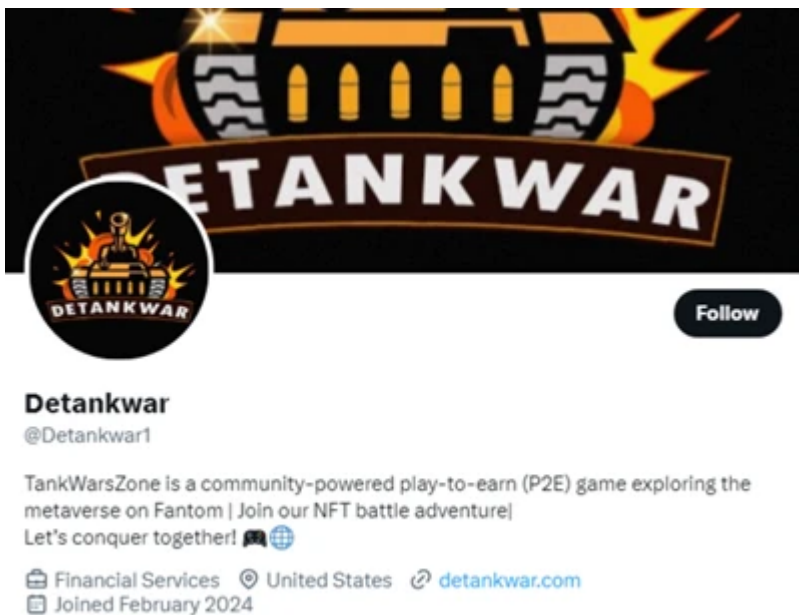 DETANKWAR
DETANKWAR
Follow
Detankwar
@Detankwar1
TankWarsZone is a community-powered play-to-earn (P2E) game exploring the
metaverse on Fantom | Join our NFT battle adventure|
Let's conquer together! 🎮🌐
Financial Services United States detankwar.com
Joined February 2024